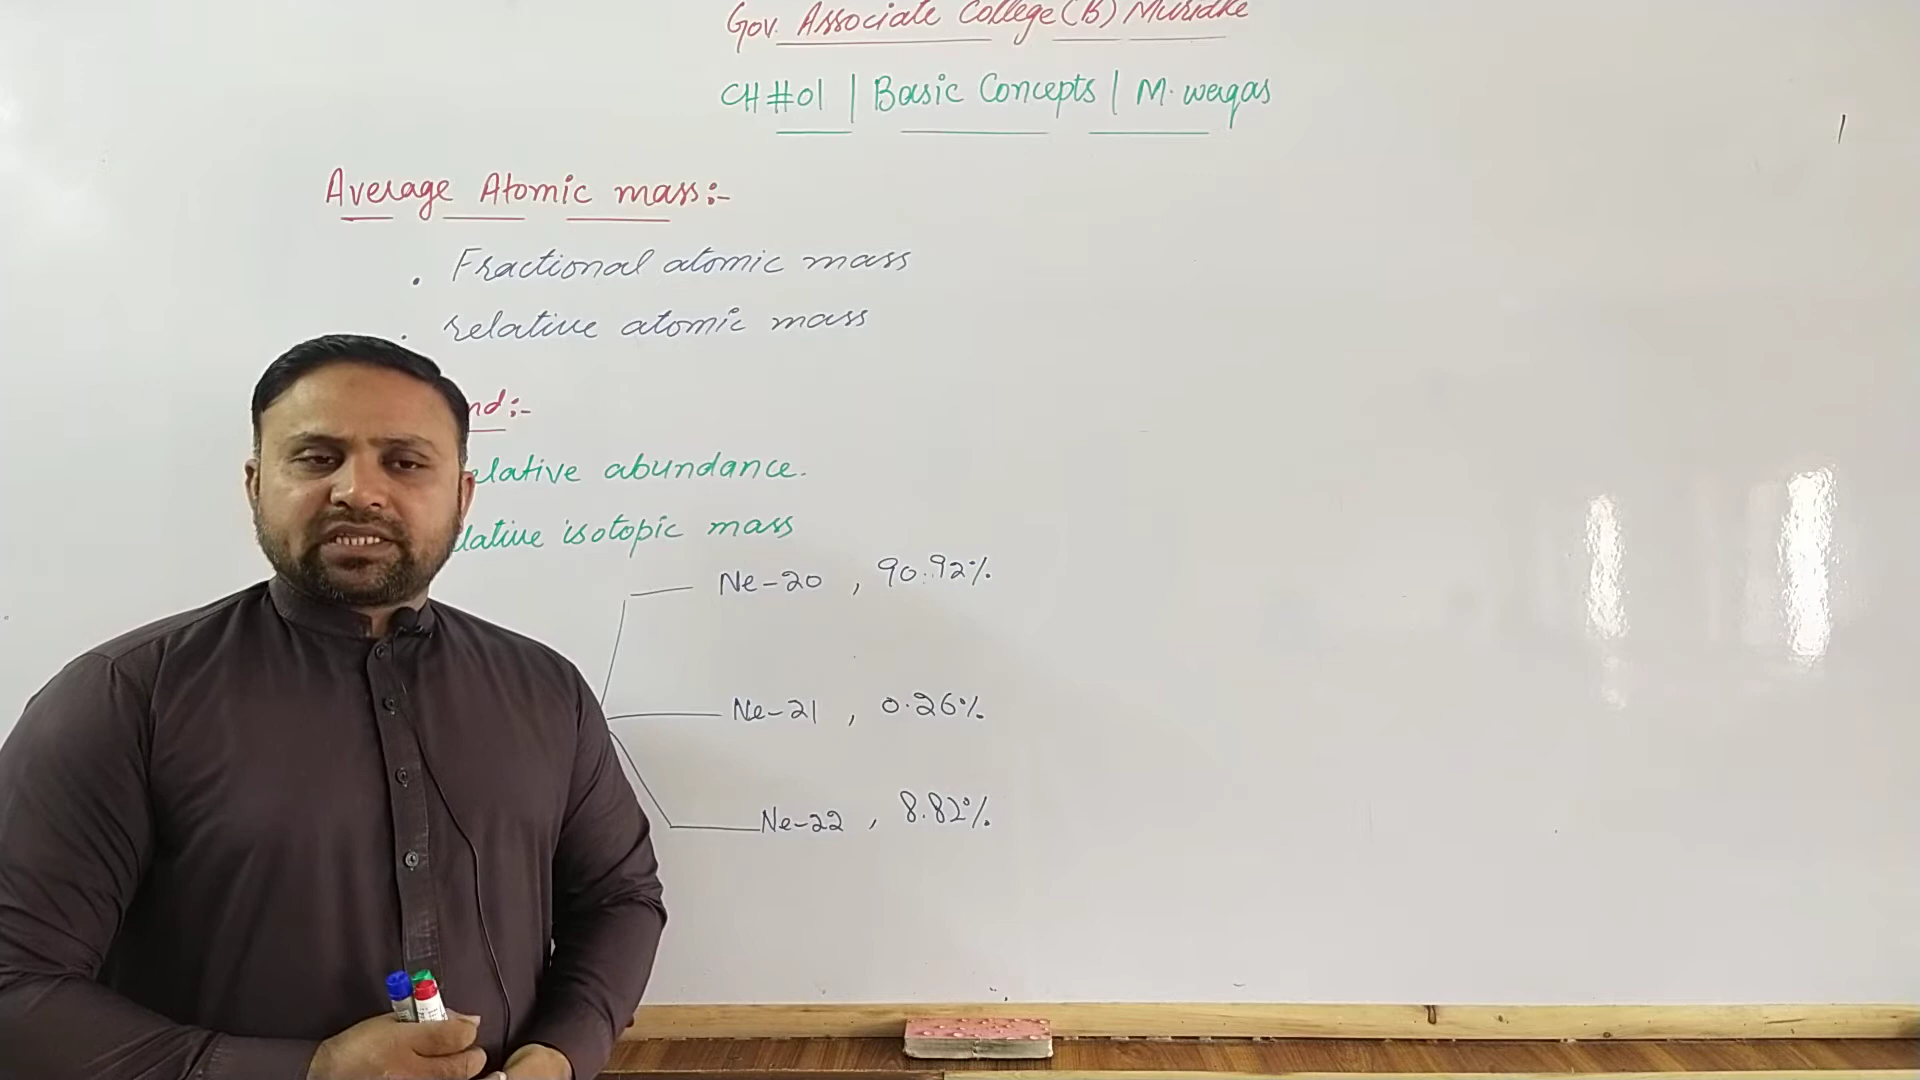 Gov. Associate College (B) Muridke
CH #01 | Basic Concepts | M. Waqas
Average Atomic mass:-
. Fractional atomic mass
. relative atomic mass
nd:-
elative abundance.
lative isotopic mass
Ne-20 , 90.92%
Ne-21 , 0.26%
Ne-22 , 8.82%